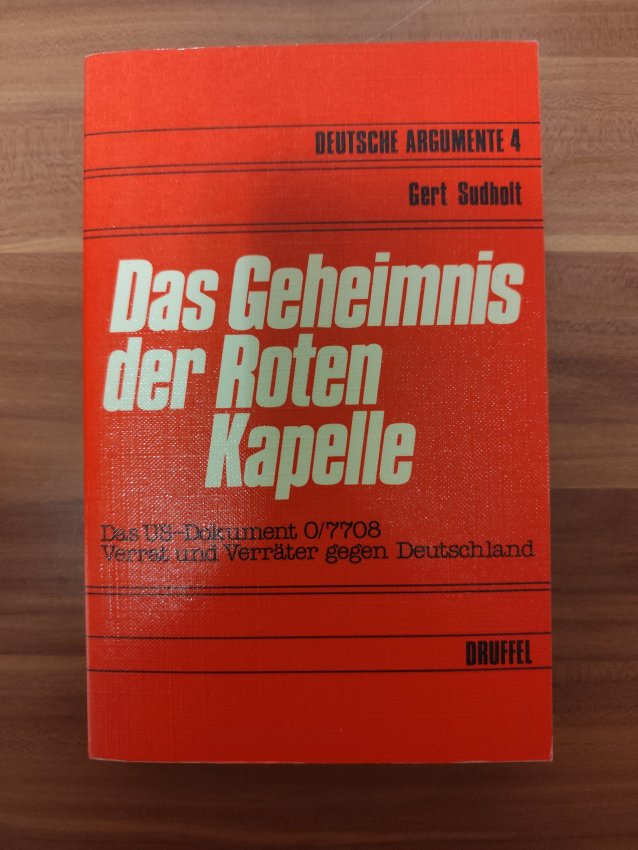 DEUTSCHE ARGUMENTE 4
Gert Sudholt
Das Geheimnis
der Roten
Kapelle
Das US-Dokument 0/7708
Verrat und Verräter gegen Deutschland
DRUFFEL